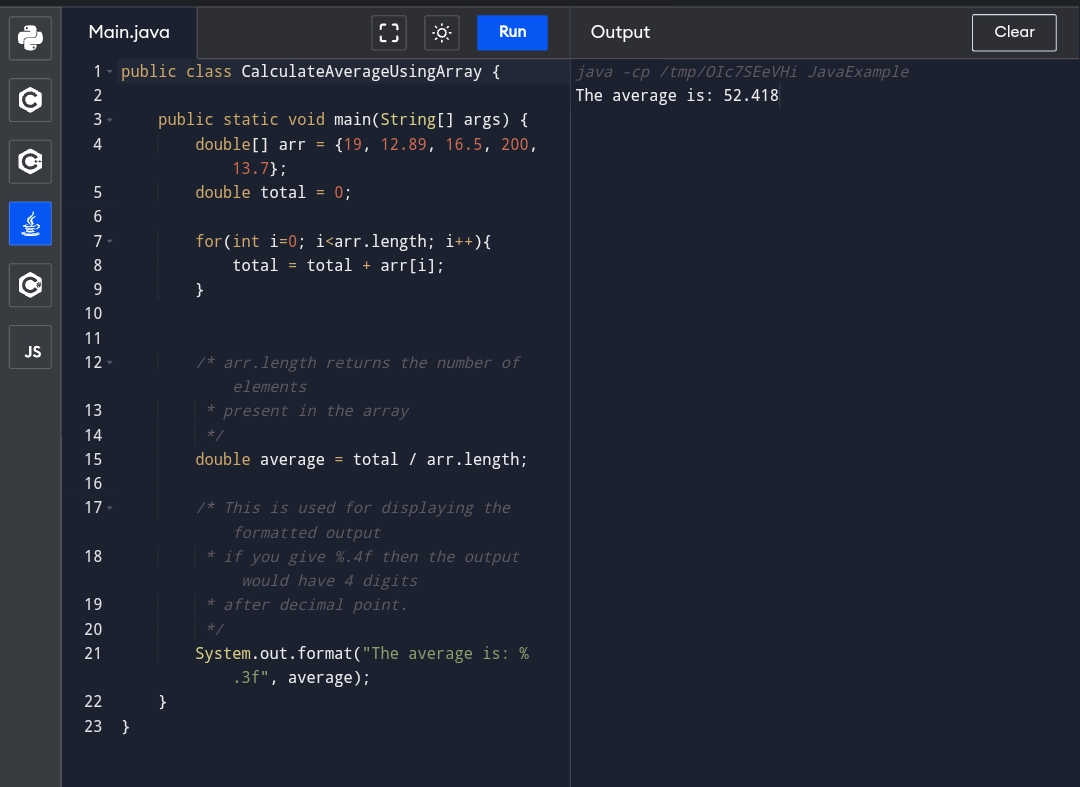 Main.java
Run
Output
Clear
C
C++
C#
JS
1 public class CalculateAverageUsingArray {
2
3     public static void main(String[] args) {
4         double[] arr = {19, 12.89, 16.5, 200,
            13.7};
5         double total = 0;
6
7         for(int i=0; i<arr.length; i++){
8             total = total + arr[i];
9         }
10
11
12         /* arr.length returns the number of
            elements
13          * present in the array
14          */
15         double average = total / arr.length;
16
17         /* This is used for displaying the
            formatted output
18          * if you give %.4f then the output
             would have 4 digits
19          * after decimal point.
20          */
21         System.out.format("The average is: %
            .3f", average);
22     }
23 }
java -cp /tmp/OIc7SEeVHi JavaExample
The average is: 52.418